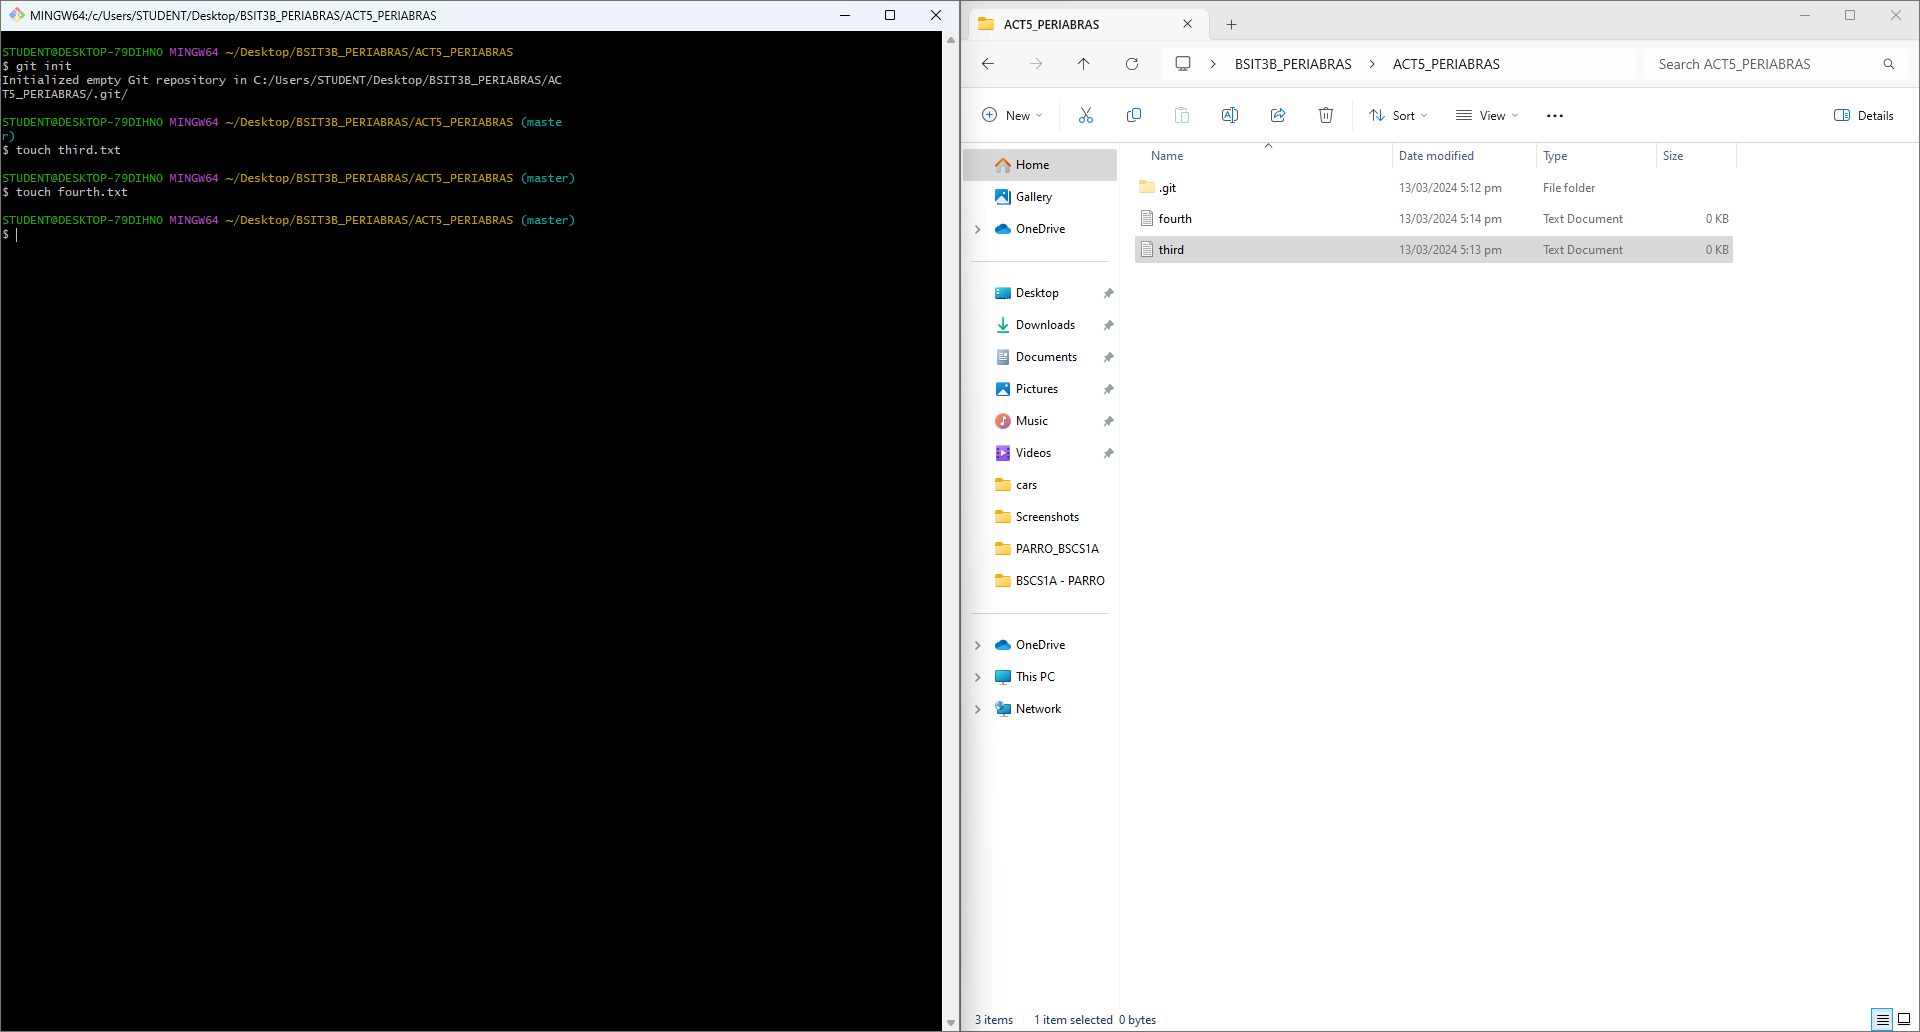 MINGW64:/c/Users/STUDENT/Desktop/BSIT3B_PERIABRAS/ACT5_PERIABRAS
STUDENT@DESKTOP-79DIHNO MINGW64 ~/Desktop/BSIT3B_PERIABRAS/ACT5_PERIABRAS
$ git init
Initialized empty Git repository in C:/Users/STUDENT/Desktop/BSIT3B_PERIABRAS/AC
T5_PERIABRAS/.git/
STUDENT@DESKTOP-79DIHNO MINGW64 ~/Desktop/BSIT3B_PERIABRAS/ACT5_PERIABRAS (maste
r)
$ touch third.txt
STUDENT@DESKTOP-79DIHNO MINGW64 ~/Desktop/BSIT3B_PERIABRAS/ACT5_PERIABRAS (master)
$ touch fourth.txt
STUDENT@DESKTOP-79DIHNO MINGW64 ~/Desktop/BSIT3B_PERIABRAS/ACT5_PERIABRAS (master)
$
ACT5_PERIABRAS
BSIT3B_PERIABRAS > ACT5_PERIABRAS
Search ACT5_PERIABRAS
New
Sort
View
Details
Home
Gallery
OneDrive
Desktop
Downloads
Documents
Pictures
Music
Videos
cars
Screenshots
PARRO_BSCS1A
BSCS1A - PARRO
OneDrive
This PC
Network
Name Date modified Type Size
.git 13/03/2024 5:12 pm File folder
fourth 13/03/2024 5:14 pm Text Document 0 KB
third 13/03/2024 5:13 pm Text Document 0 KB
3 items 1 item selected 0 bytes